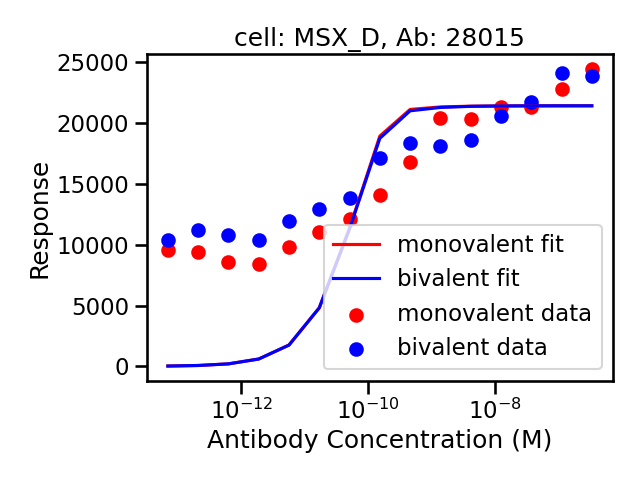 cell: MSX_D, Ab: 28015
Response
25000
20000
15000
10000
5000
0
monovalent fit
bivalent fit
monovalent data
bivalent data
10⁻¹² 10⁻¹⁰ 10⁻⁸
Antibody Concentration (M)